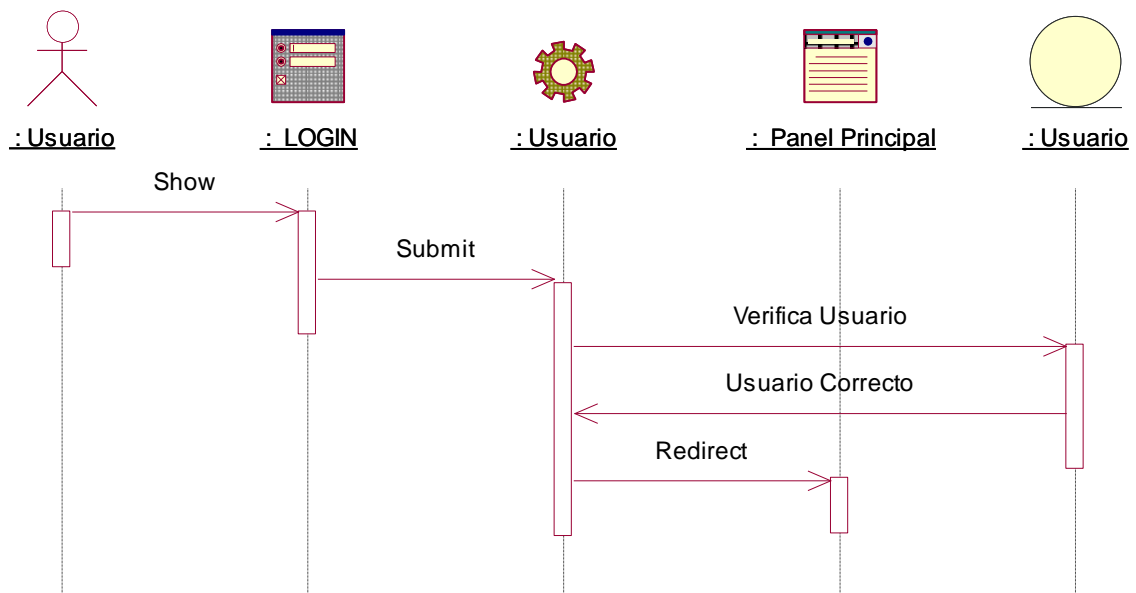 : Usuario
: LOGIN
: Usuario
: Panel Principal
: Usuario
Show
Submit
Verifica Usuario
Usuario Correcto
Redirect